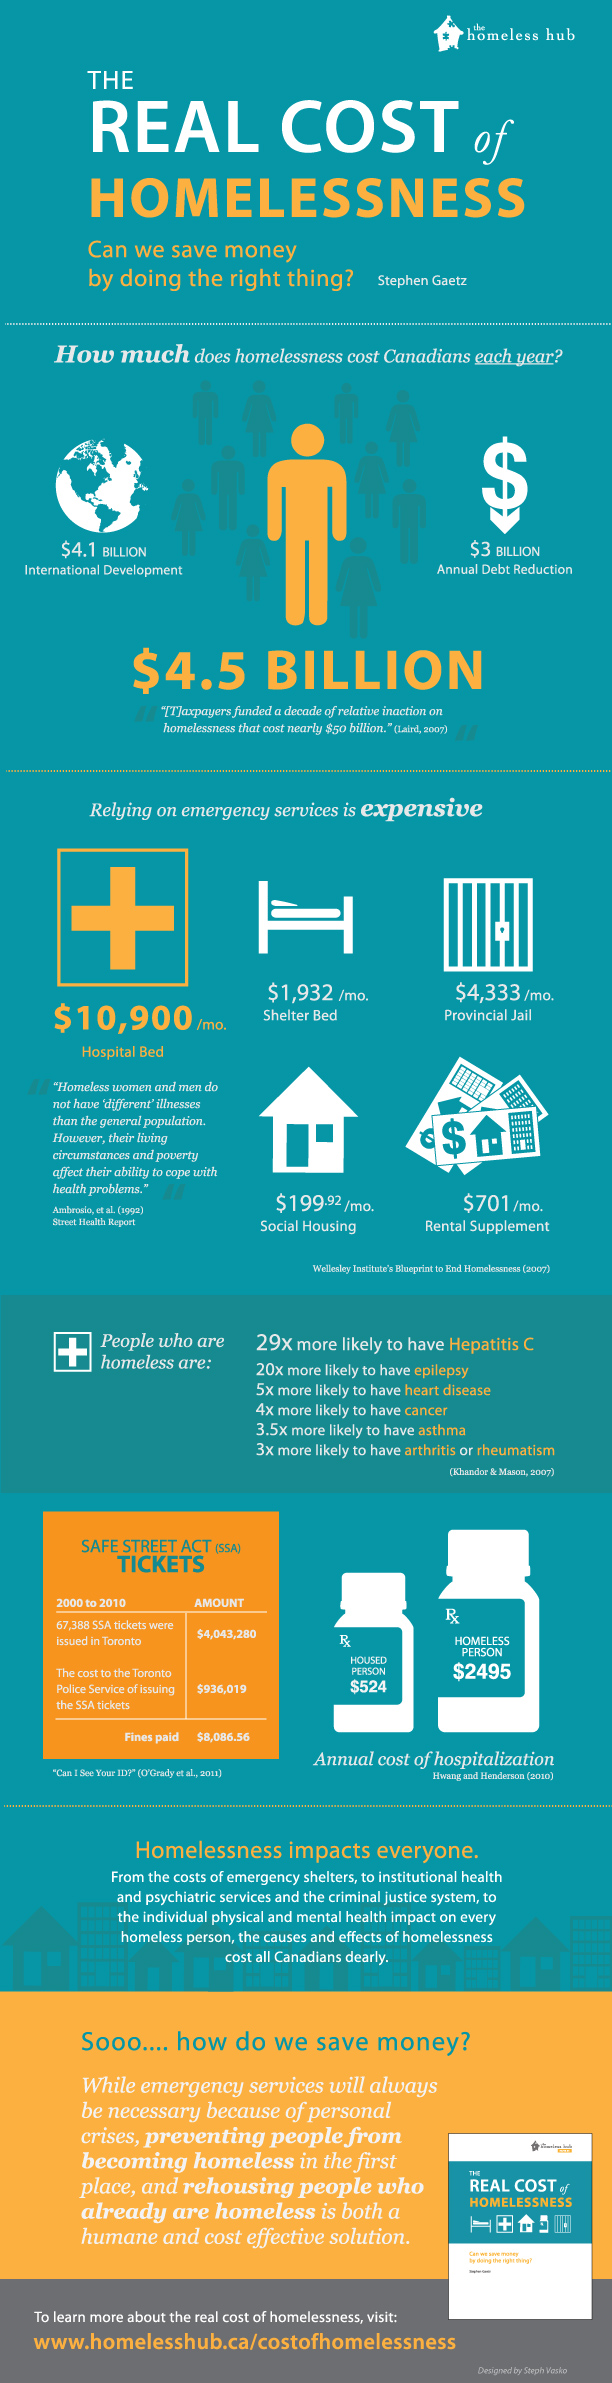 the
homeless hub
THE
REAL COST of
HOMELESSNESS
Can we save money
by doing the right thing? Stephen Gaetz
How much does homelessness cost Canadians each year?
$4.1 BILLION
International Development
$3 BILLION
Annual Debt Reduction
$4.5 BILLION
“[T]axpayers funded a decade of relative inaction on
homelessness that cost nearly $50 billion.” (Laird, 2007)
Relying on emergency services is expensive
$10,900 /mo.
Hospital Bed
$1,932 /mo.
Shelter Bed
$4,333 /mo.
Provincial Jail
“Homeless women and men do
not have ‘different’ illnesses
than the general population.
However, their living
circumstances and poverty
affect their ability to cope with
health problems.”
Ambrosio, et al. (1992)
Street Health Report
$
$199.92 /mo.
Social Housing
$701/mo.
Rental Supplement
Wellesley Institute's Blueprint to End Homelessness (2007)
People who are
homeless are:
29x more likely to have Hepatitis C
20x more likely to have epilepsy
5x more likely to have heart disease
4x more likely to have cancer
3.5x more likely to have asthma
3x more likely to have arthritis or rheumatism
(Khandor & Mason, 2007)
SAFE STREET ACT (SSA)
TICKETS
2000 to 2010 AMOUNT
67,388 SSA tickets were
issued in Toronto
$4,043,280
The cost to the Toronto
Police Service of issuing
the SSA tickets
$936,019
Fines paid $8,086.56
“Can I See Your ID?” (O'Grady et al., 2011)
Rx
HOUSED
PERSON
$524
Rx
HOMELESS
PERSON
$2495
Annual cost of hospitalization
Hwang and Henderson (2010)
Homelessness impacts everyone.
From the costs of emergency shelters, to institutional health
and psychiatric services and the criminal justice system, to
the individual physical and mental health impact on every
homeless person, the causes and effects of homelessness
cost all Canadians dearly.
Sooo.... how do we save money?
While emergency services will always
be necessary because of personal
crises, preventing people from
becoming homeless in the first
place, and rehousing people who
already are homeless is both a
humane and cost effective solution.
homeless hub
THE
REAL COST of
HOMELESSNESS
Can we save money
by doing the right thing?
Stephen Gaetz
To learn more about the real cost of homelessness, visit:
www.homelesshub.ca/costofhomelessness
Designed by Steph Vasko